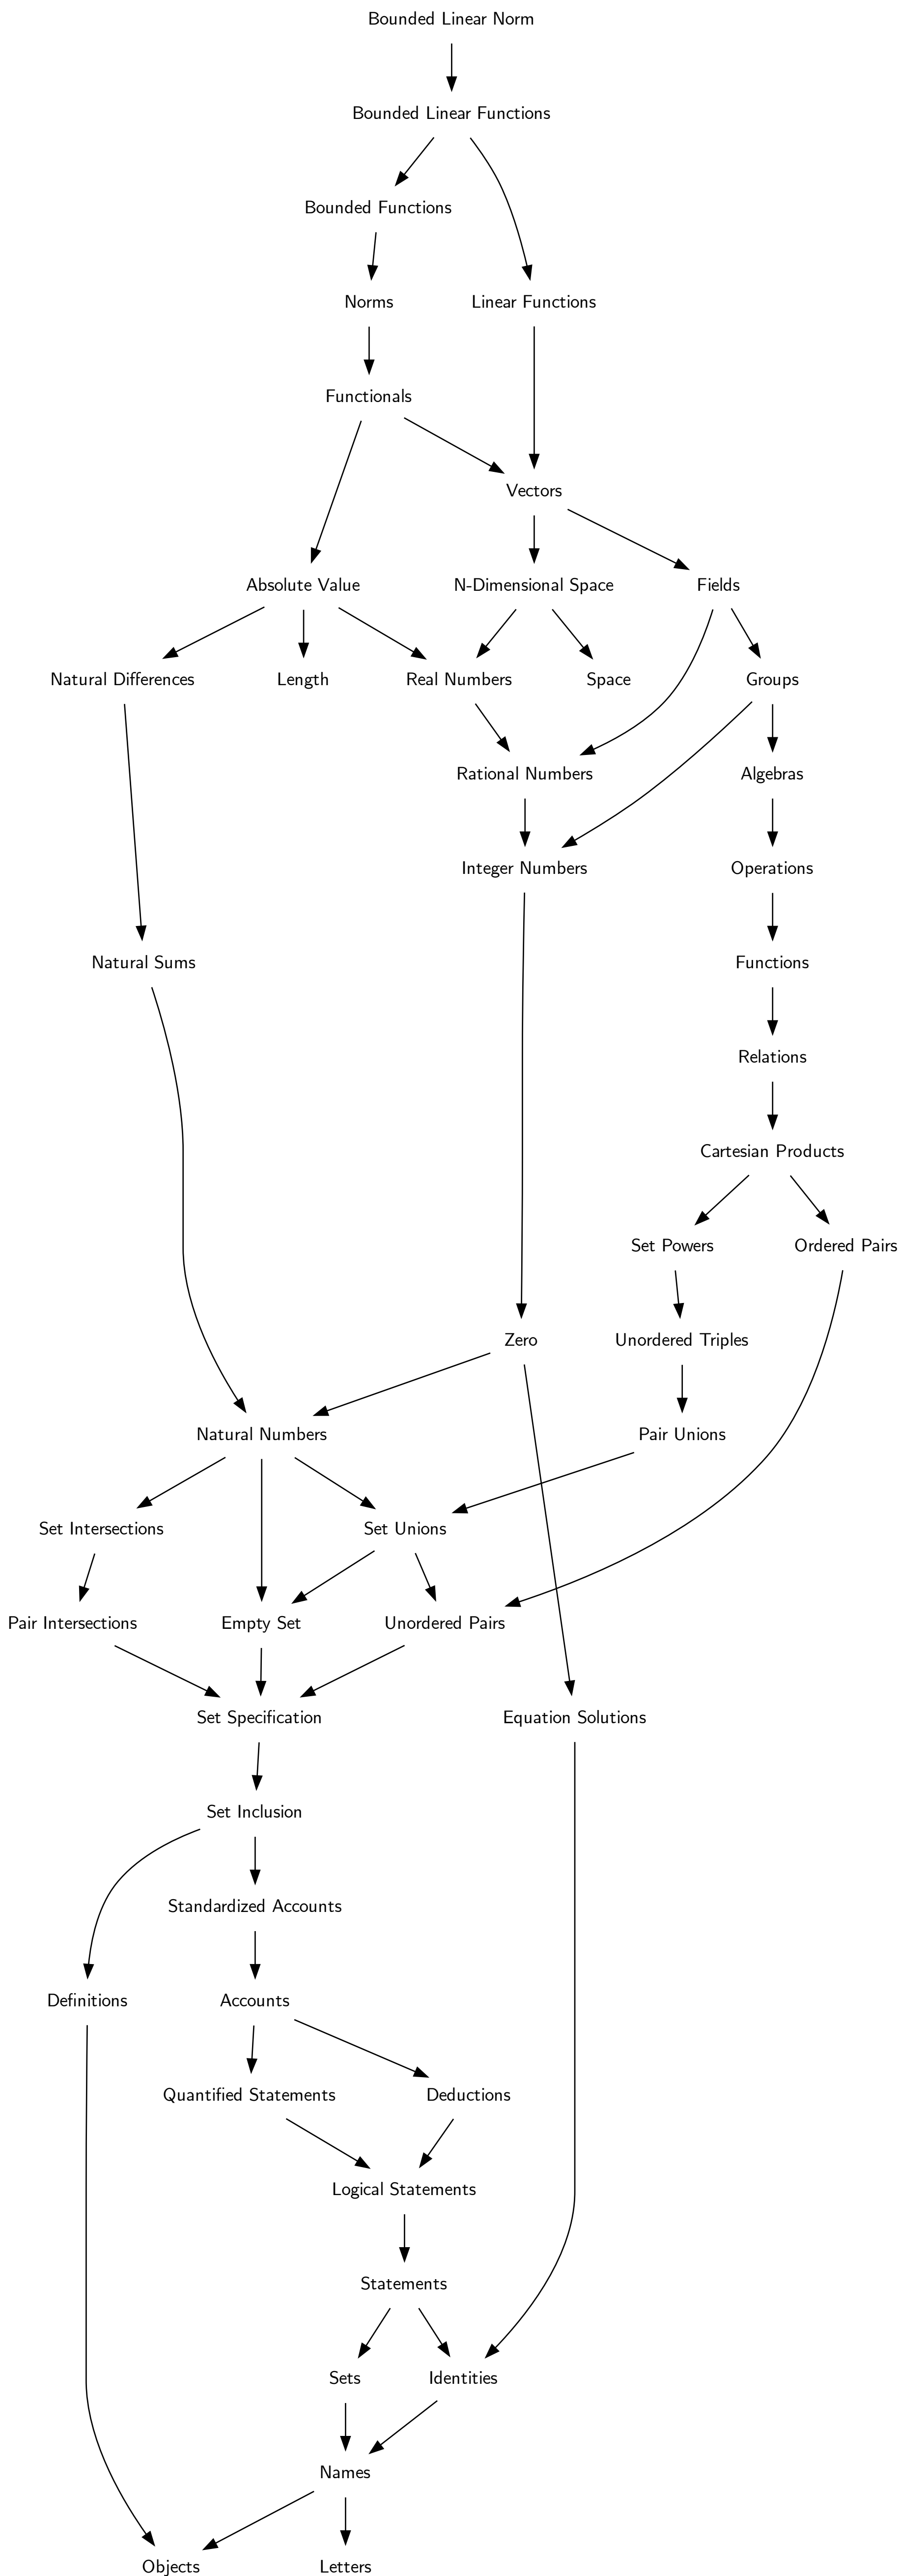 Bounded Linear Norm
Bounded Linear Functions
Bounded Functions
Norms
Linear Functions
Functionals
Vectors
Absolute Value
N-Dimensional Space
Fields
Natural Differences
Length
Real Numbers
Space
Groups
Rational Numbers
Algebras
Integer Numbers
Operations
Natural Sums
Functions
Relations
Cartesian Products
Set Powers
Ordered Pairs
Zero
Unordered Triples
Natural Numbers
Pair Unions
Set Intersections
Set Unions
Pair Intersections
Empty Set
Unordered Pairs
Set Specification
Equation Solutions
Set Inclusion
Standardized Accounts
Definitions
Accounts
Quantified Statements
Deductions
Logical Statements
Statements
Sets
Identities
Names
Objects
Letters